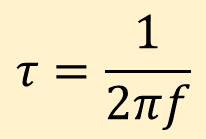 τ = 1 / 2πf